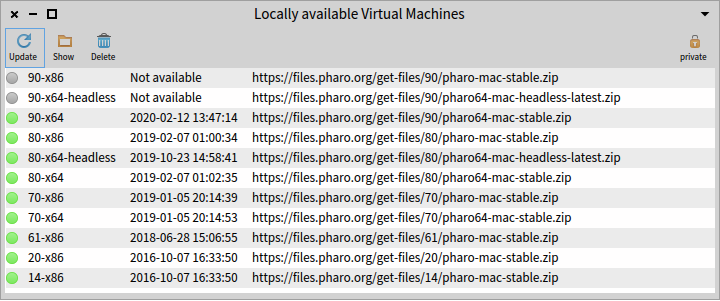 Locally available Virtual Machines
Update Show Delete private
90-x86 Not available https://files.pharo.org/get-files/90/pharo-mac-stable.zip
90-x64-headless Not available https://files.pharo.org/get-files/90/pharo64-mac-headless-latest.zip
90-x64 2020-02-12 13:47:14 https://files.pharo.org/get-files/90/pharo64-mac-stable.zip
80-x86 2019-02-07 01:00:34 https://files.pharo.org/get-files/80/pharo-mac-stable.zip
80-x64-headless 2019-10-23 14:58:41 https://files.pharo.org/get-files/80/pharo64-mac-headless-latest.zip
80-x64 2019-02-07 01:02:35 https://files.pharo.org/get-files/80/pharo64-mac-stable.zip
70-x86 2019-01-05 20:14:39 https://files.pharo.org/get-files/70/pharo-mac-stable.zip
70-x64 2019-01-05 20:14:53 https://files.pharo.org/get-files/70/pharo64-mac-stable.zip
61-x86 2018-06-28 15:06:55 https://files.pharo.org/get-files/61/pharo-mac-stable.zip
20-x86 2016-10-07 16:33:50 https://files.pharo.org/get-files/20/pharo-mac-stable.zip
14-x86 2016-10-07 16:33:50 https://files.pharo.org/get-files/14/pharo-mac-stable.zip